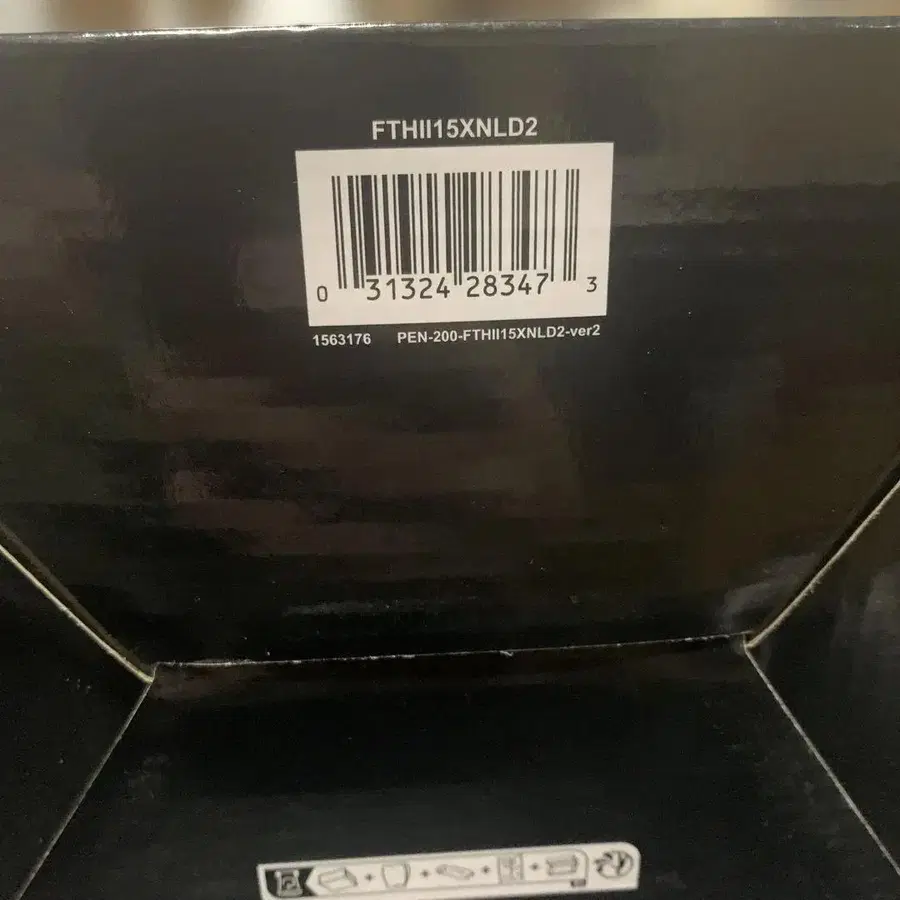 FTHII15XNLD2
0 31324 28347 3
1563176 PEN-200-FTHII15XNLD2-ver2